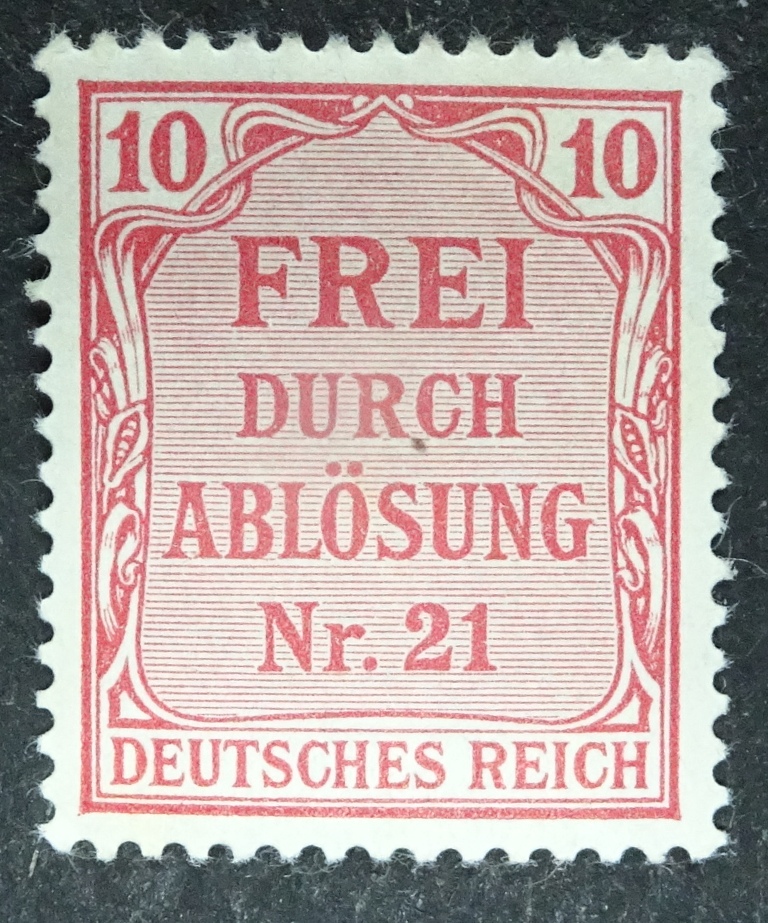 10 10
FREI
DURCH
ABLÖSUNG
Nr. 21
DEUTSCHES REICH